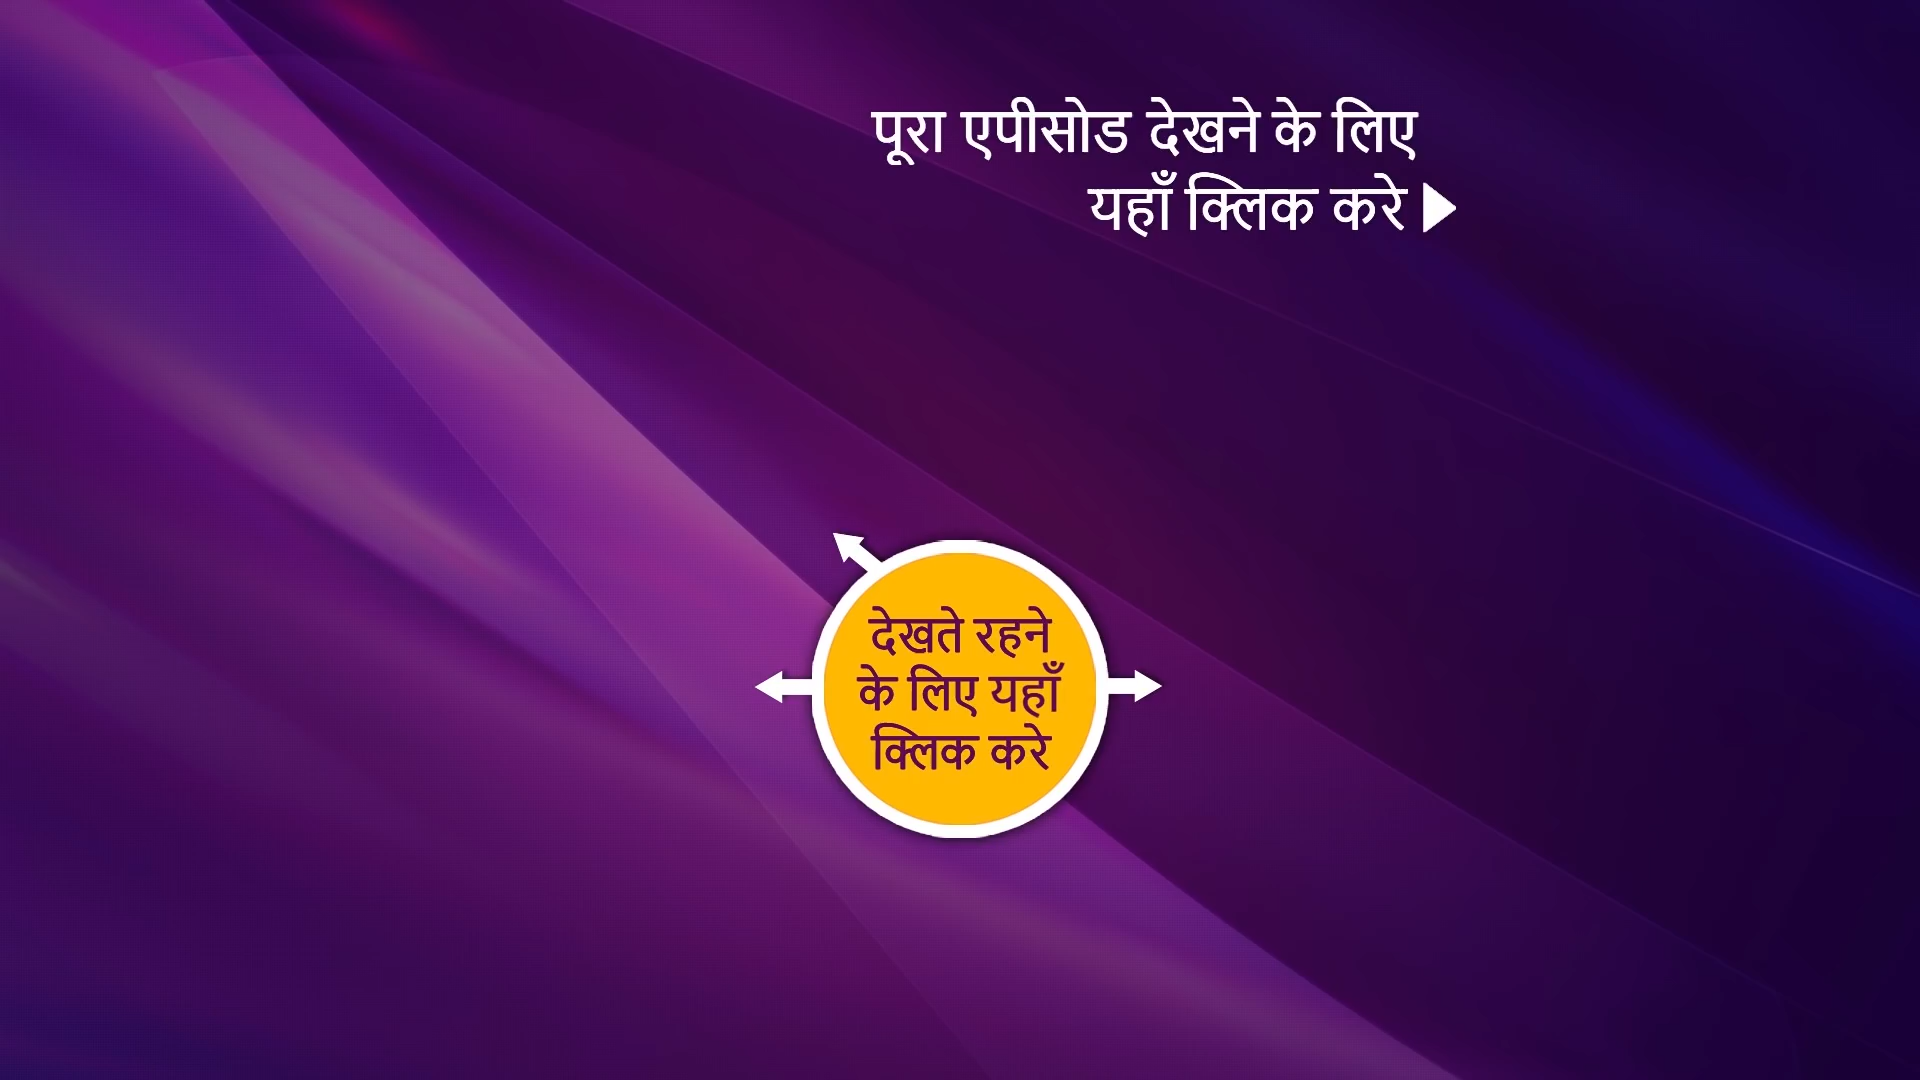 पूरा एपीसोड देखने के लिए
यहाँ क्लिक करे
देखते रहने
के लिए यहाँ
क्लिक करे